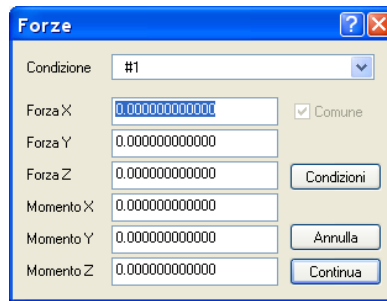 Forze
Condizione #1
Forza X 0.000000000000 Comune
Forza Y 0.000000000000
Forza Z 0.000000000000 Condizioni
Momento X 0.000000000000
Momento Y 0.000000000000 Annulla
Momento Z 0.000000000000 Continua